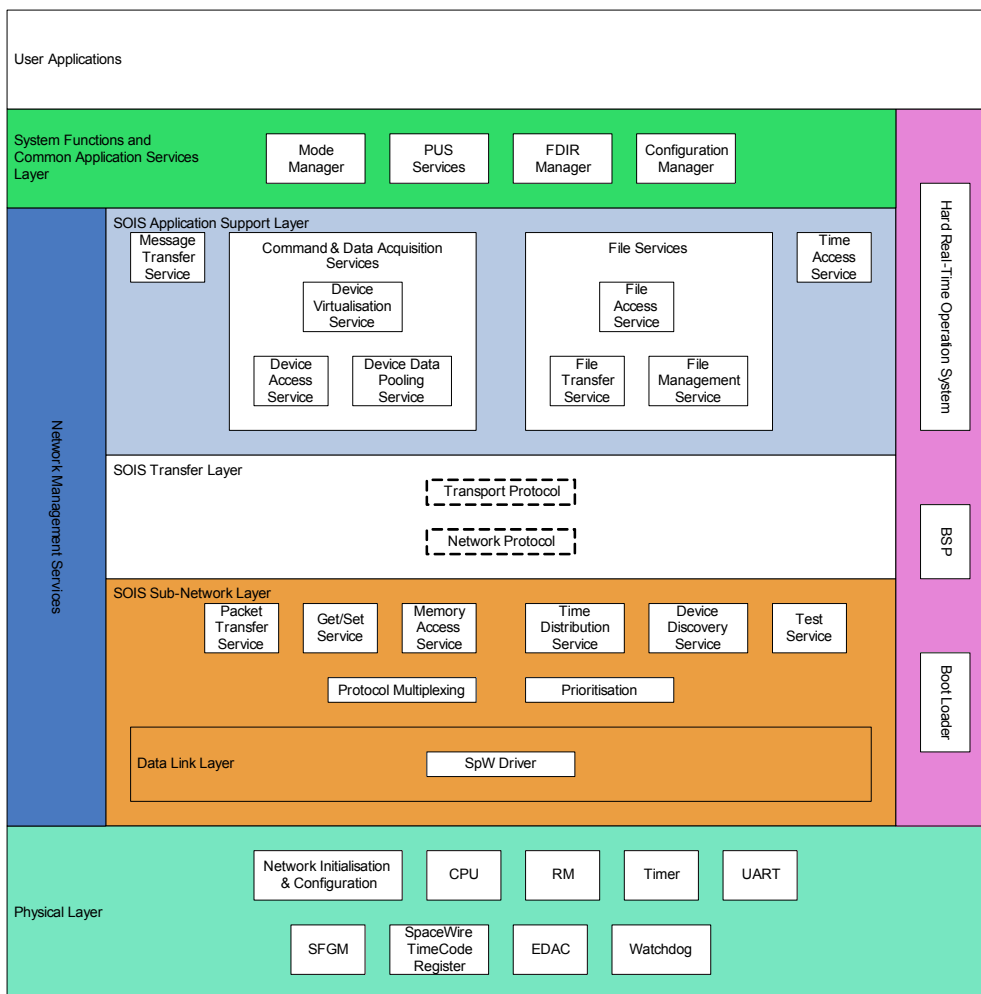 User Applications
System Functions and
Common Application Services
Layer
Mode
Manager
PUS
Services
FDIR
Manager
Configuration
Manager
Hard Real-Time Operation System
BSP
Boot Loader
Network Management Services
SOIS Application Support Layer
Message
Transfer
Service
Command & Data Acquisition
Services
Device
Virtualisation
Service
Device
Access
Service
Device Data
Pooling
Service
File Services
File
Access
Service
File
Transfer
Service
File
Management
Service
Time
Access
Service
SOIS Transfer Layer
Transport Protocol
Network Protocol
SOIS Sub-Network Layer
Packet
Transfer
Service
Get/Set
Service
Memory
Access
Service
Time
Distribution
Service
Device
Discovery
Service
Test
Service
Protocol Multiplexing
Prioritisation
Data Link Layer
SpW Driver
Physical Layer
Network Initialisation
& Configuration
CPU
RM
Timer
UART
SFGM
SpaceWire
TimeCode
Register
EDAC
Watchdog